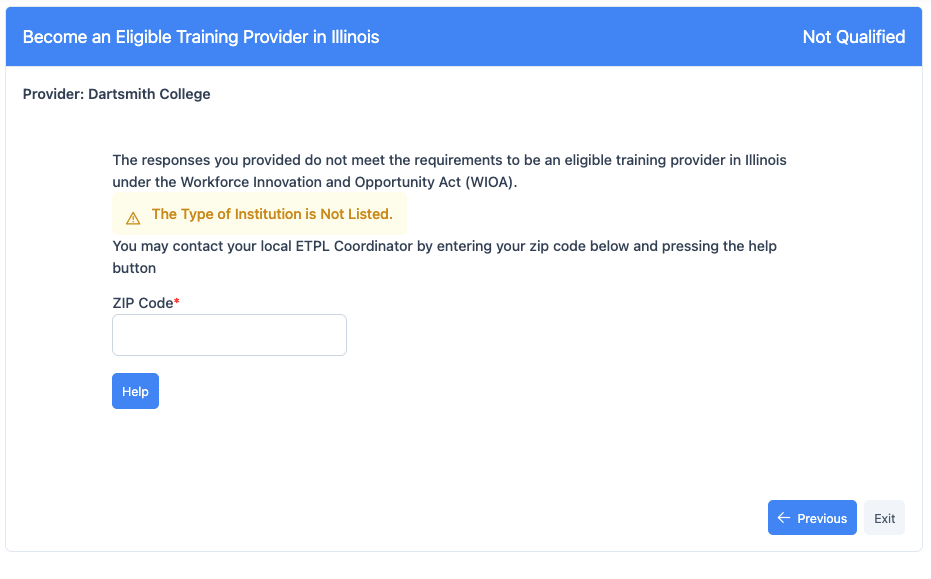 Become an Eligible Training Provider in Illinois
Not Qualified
Provider: Dartsmith College
The responses you provided do not meet the requirements to be an eligible training provider in Illinois
under the Workforce Innovation and Opportunity Act (WIOA).
The Type of Institution is Not Listed.
You may contact your local ETPL Coordinator by entering your zip code below and pressing the help
button
ZIP Code*
Help
Previous
Exit